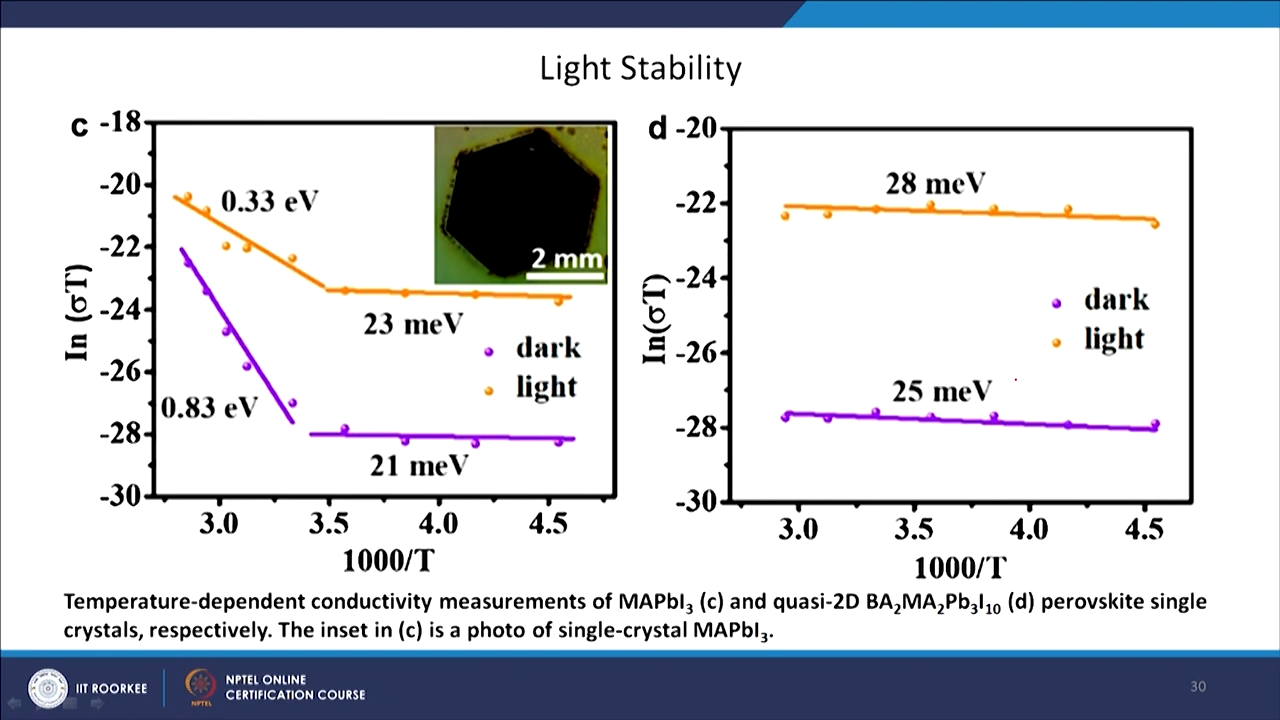 Light Stability
c
-18
-20
-22
-24
-26
-28
-30
ln (σT)
0.33 eV
2 mm
23 meV
dark
light
0.83 eV
21 meV
3.0 3.5 4.0 4.5
1000/T
d
-20
-22
-24
-26
-28
-30
ln(σT)
28 meV
dark
light
25 meV
3.0 3.5 4.0 4.5
1000/T
Temperature-dependent conductivity measurements of MAPbI₃ (c) and quasi-2D BA₂MA₂Pb₃I₁₀ (d) perovskite single
crystals, respectively. The inset in (c) is a photo of single-crystal MAPbI₃.
IIT ROORKEE
NPTEL
NPTEL ONLINE
CERTIFICATION COURSE
30